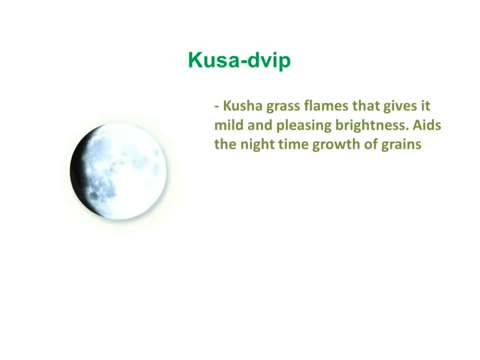 Kusa-dvip
- Kusha grass flames that gives it
mild and pleasing brightness. Aids
the night time growth of grains